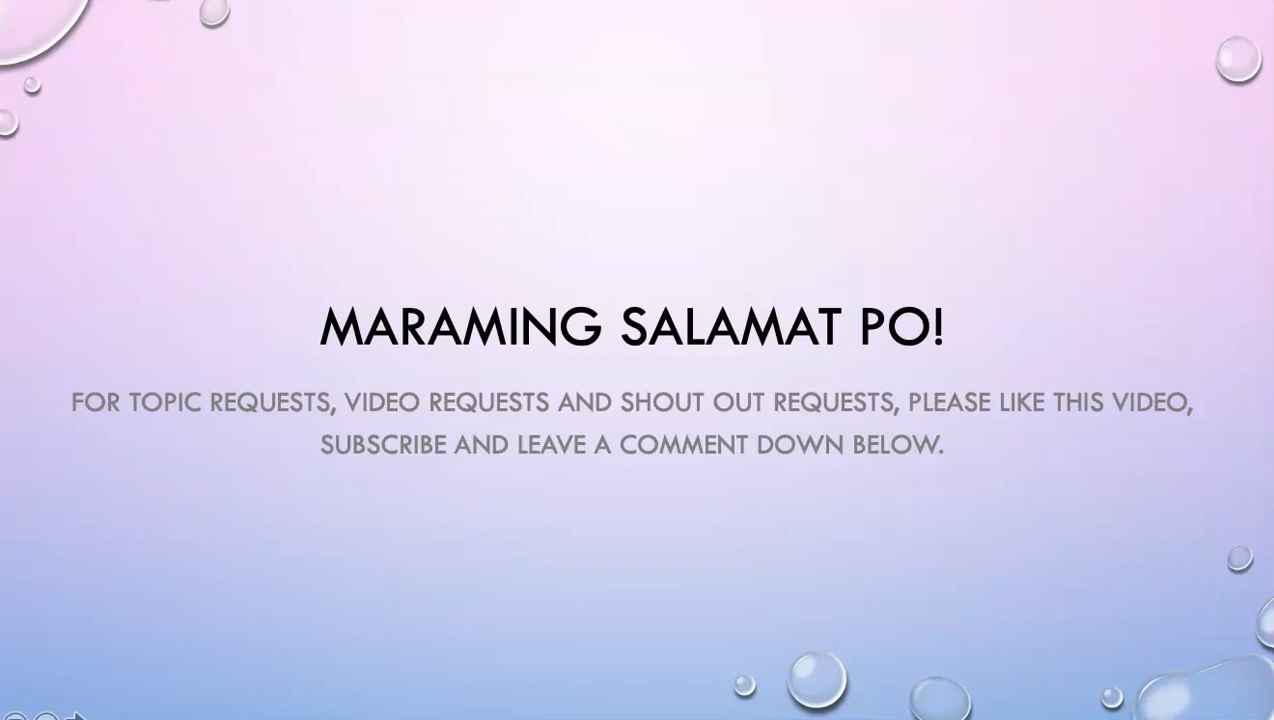 MARAMING SALAMAT PO!
FOR TOPIC REQUESTS, VIDEO REQUESTS AND SHOUT OUT REQUESTS, PLEASE LIKE THIS VIDEO,
SUBSCRIBE AND LEAVE A COMMENT DOWN BELOW.